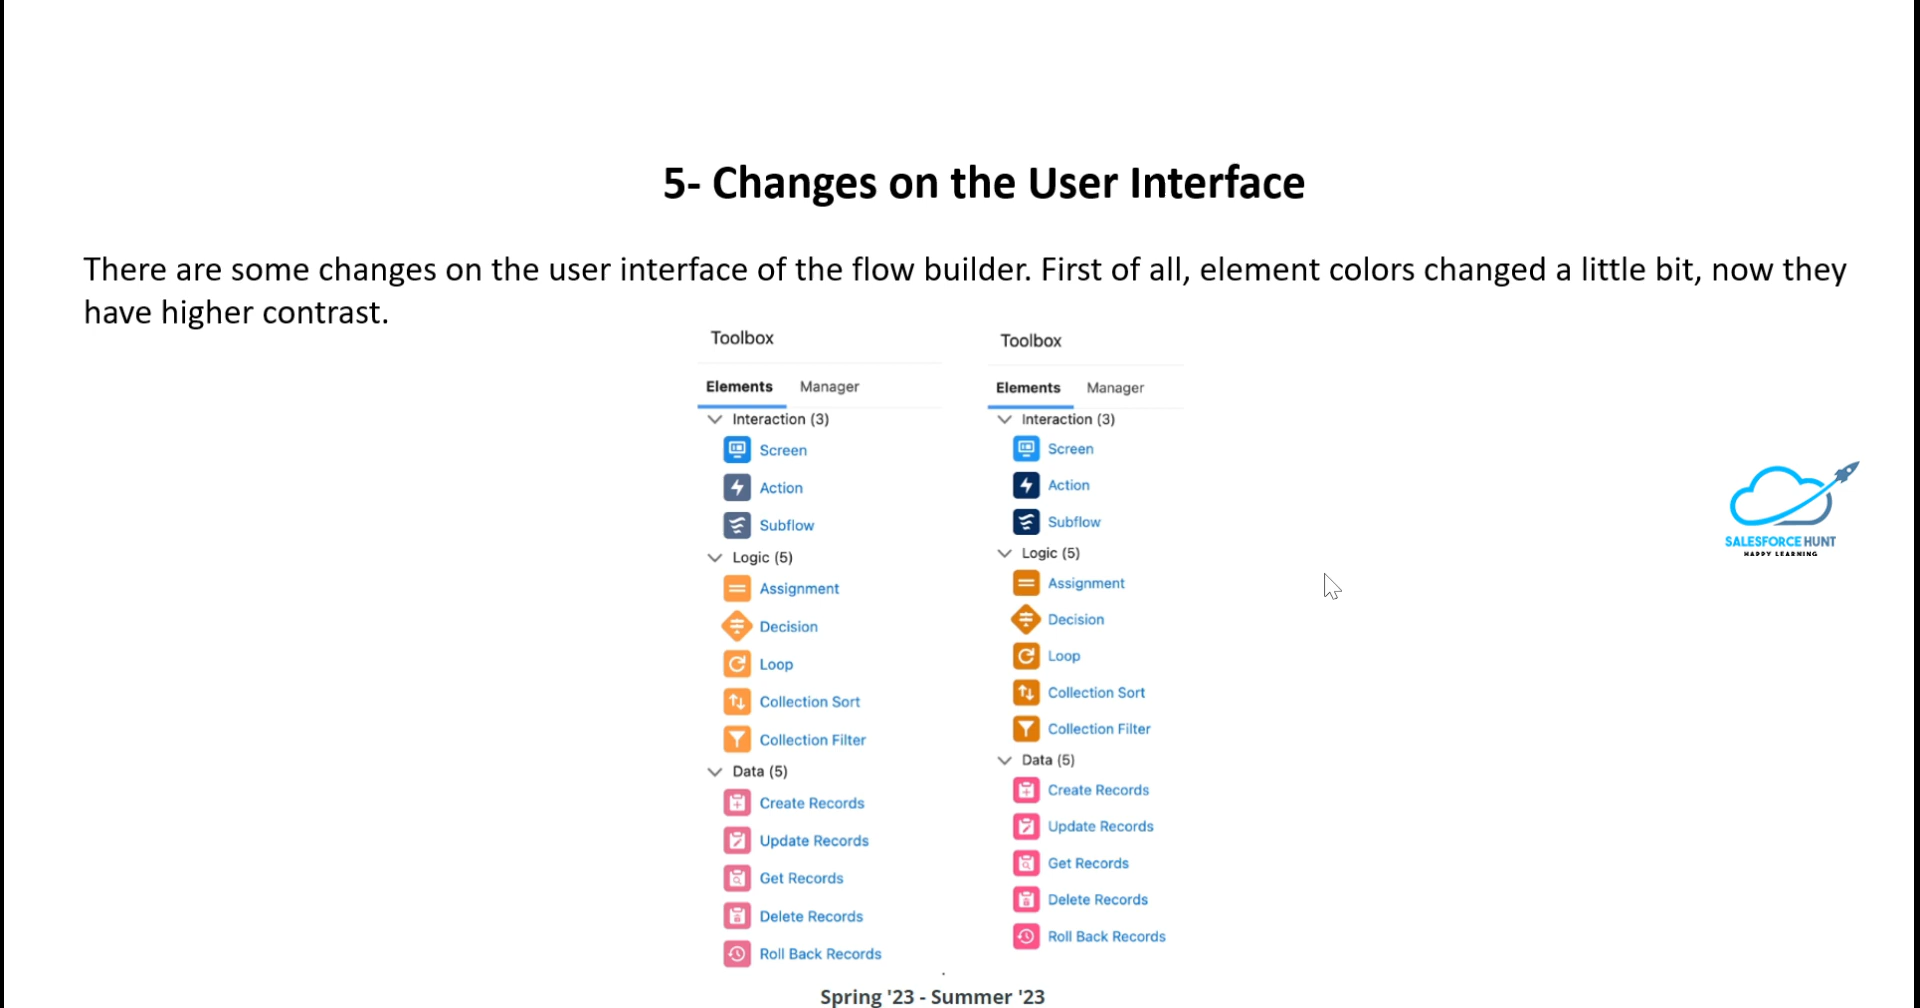 5- Changes on the User Interface
There are some changes on the user interface of the flow builder. First of all, element colors changed a little bit, now they
have higher contrast.
Toolbox
Elements Manager
Interaction (3)
Screen
Action
Subflow
Logic (5)
Assignment
Decision
Loop
Collection Sort
Collection Filter
Data (5)
Create Records
Update Records
Get Records
Delete Records
Roll Back Records
Toolbox
Elements Manager
Interaction (3)
Screen
Action
Subflow
Logic (5)
Assignment
Decision
Loop
Collection Sort
Collection Filter
Data (5)
Create Records
Update Records
Get Records
Delete Records
Roll Back Records
SALESFORCE HUNT
HAPPY LEARNING
Spring '23 - Summer '23